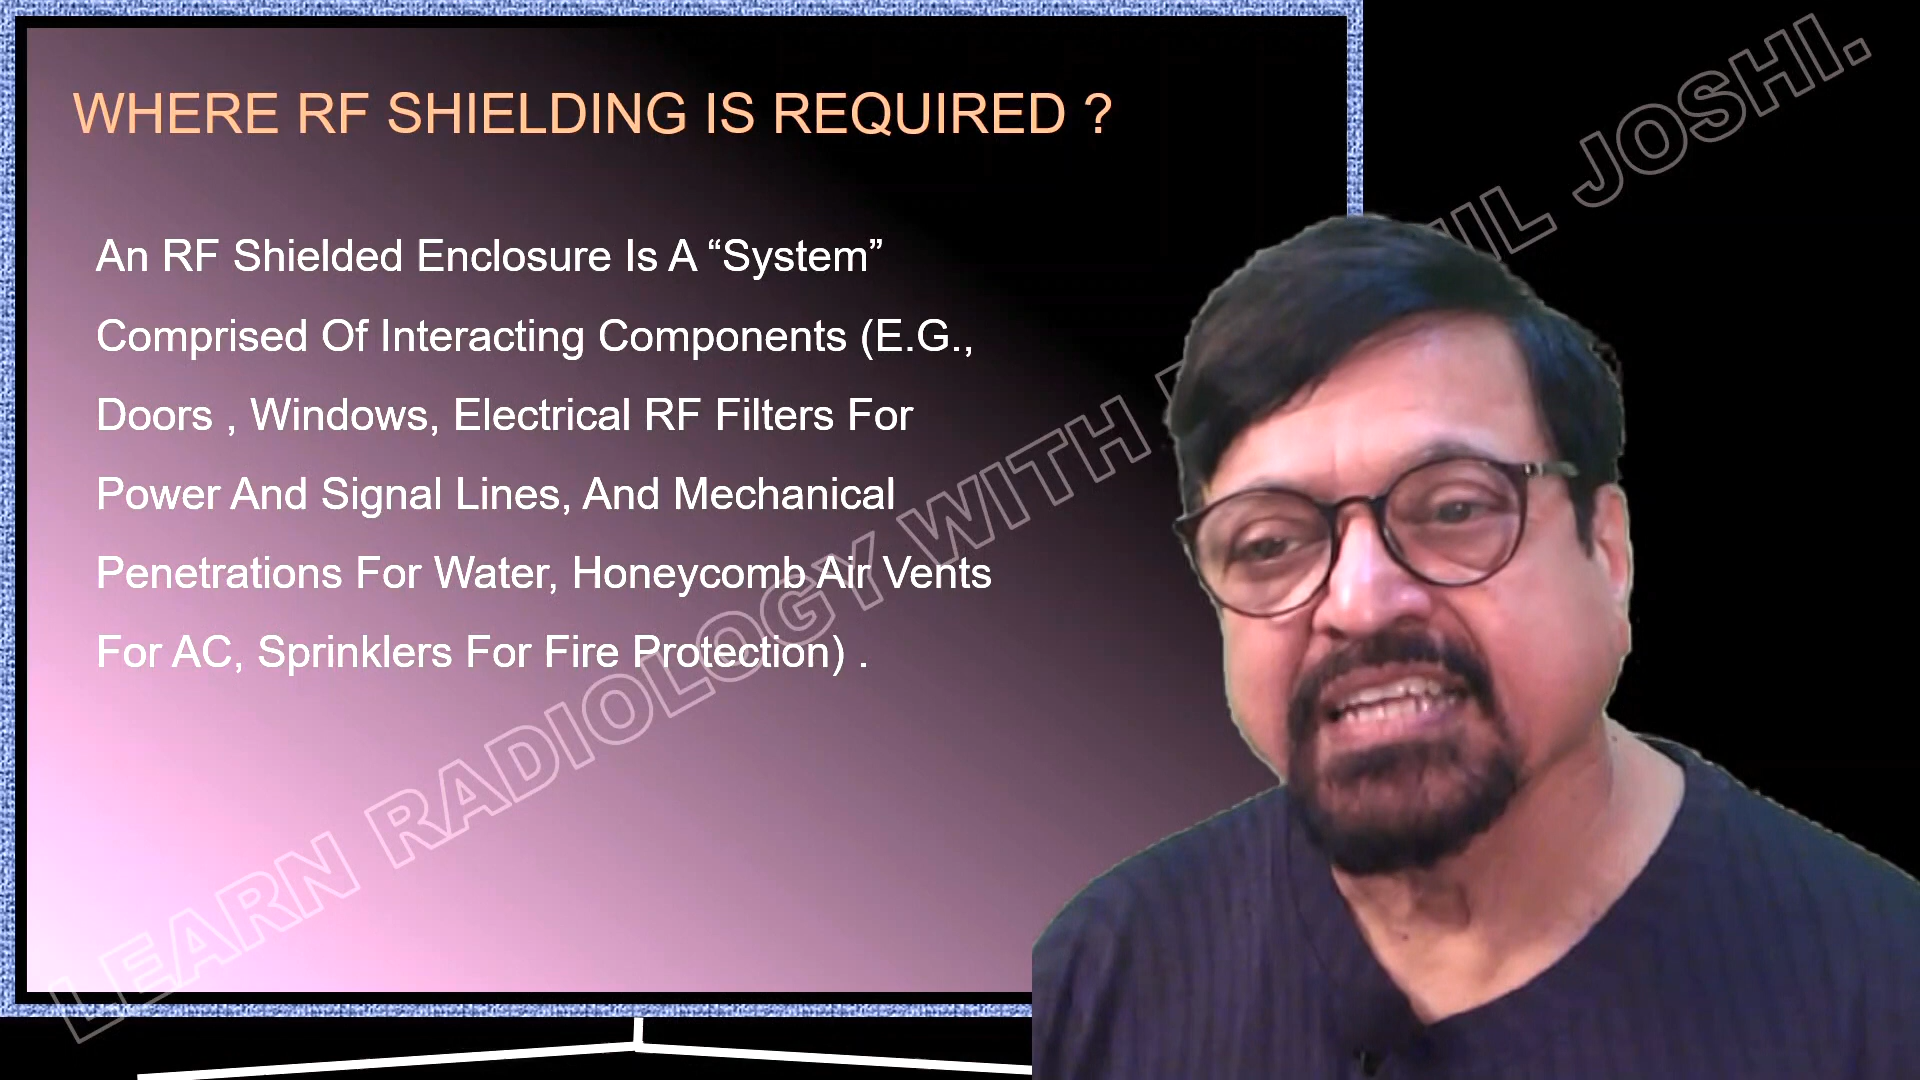 WHERE RF SHIELDING IS REQUIRED ?
An RF Shielded Enclosure Is A “System”
Comprised Of Interacting Components (E.G.,
Doors , Windows, Electrical RF Filters For
Power And Signal Lines, And Mechanical
Penetrations For Water, Honeycomb Air Vents
For AC, Sprinklers For Fire Protection) .
LEARN RADIOLOGY WITH JOSHI.